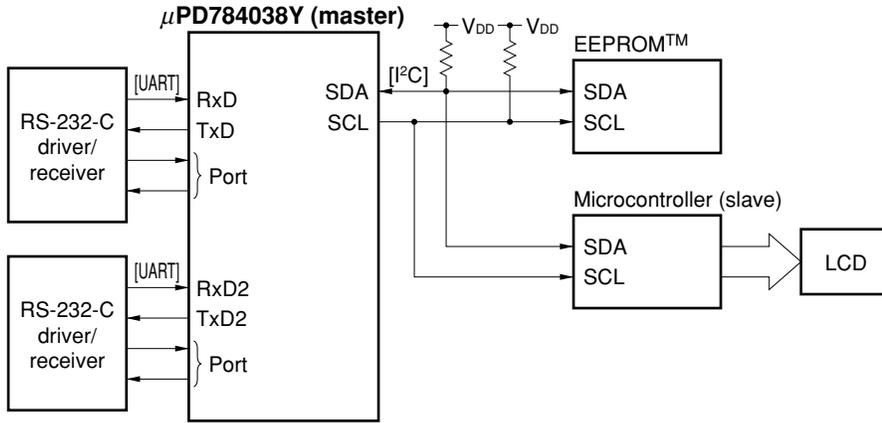 µPD784038Y (master)
RS-232-C
driver/
receiver
[UART]
RxD
TxD
Port
RS-232-C
driver/
receiver
[UART]
RxD2
TxD2
Port
SDA
SCL
[I²C]
VDD
VDD
EEPROM™
SDA
SCL
Microcontroller (slave)
SDA
SCL
LCD